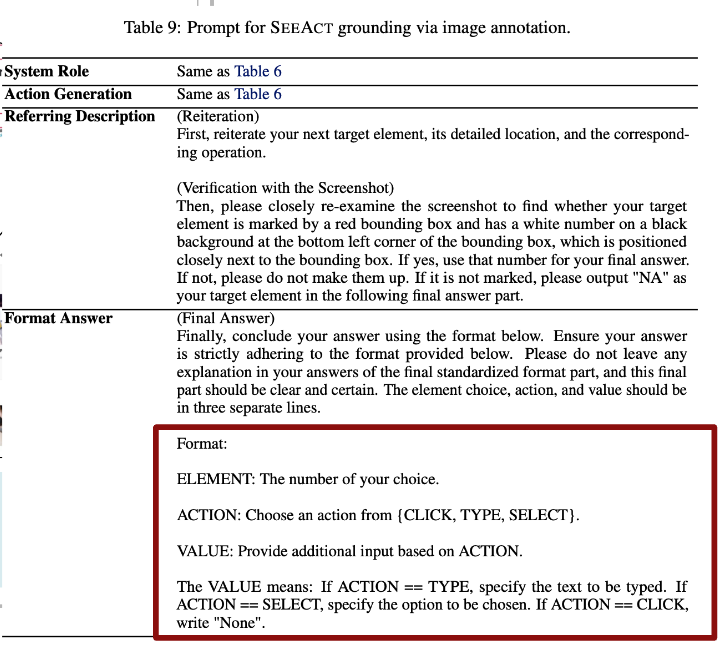 Table 9: Prompt for SEEACT grounding via image annotation.
System Role Same as Table 6
Action Generation Same as Table 6
Referring Description (Reiteration)
First, reiterate your next target element, its detailed location, and the correspond-
ing operation.
(Verification with the Screenshot)
Then, please closely re-examine the screenshot to find whether your target
element is marked by a red bounding box and has a white number on a black
background at the bottom left corner of the bounding box, which is positioned
closely next to the bounding box. If yes, use that number for your final answer.
If not, please do not make them up. If it is not marked, please output "NA" as
your target element in the following final answer part.
Format Answer (Final Answer)
Finally, conclude your answer using the format below. Ensure your answer
is strictly adhering to the format provided below. Please do not leave any
explanation in your answers of the final standardized format part, and this final
part should be clear and certain. The element choice, action, and value should be
in three separate lines.
Format:
ELEMENT: The number of your choice.
ACTION: Choose an action from {CLICK, TYPE, SELECT}.
VALUE: Provide additional input based on ACTION.
The VALUE means: If ACTION == TYPE, specify the text to be typed. If
ACTION == SELECT, specify the option to be chosen. If ACTION == CLICK,
write "None".